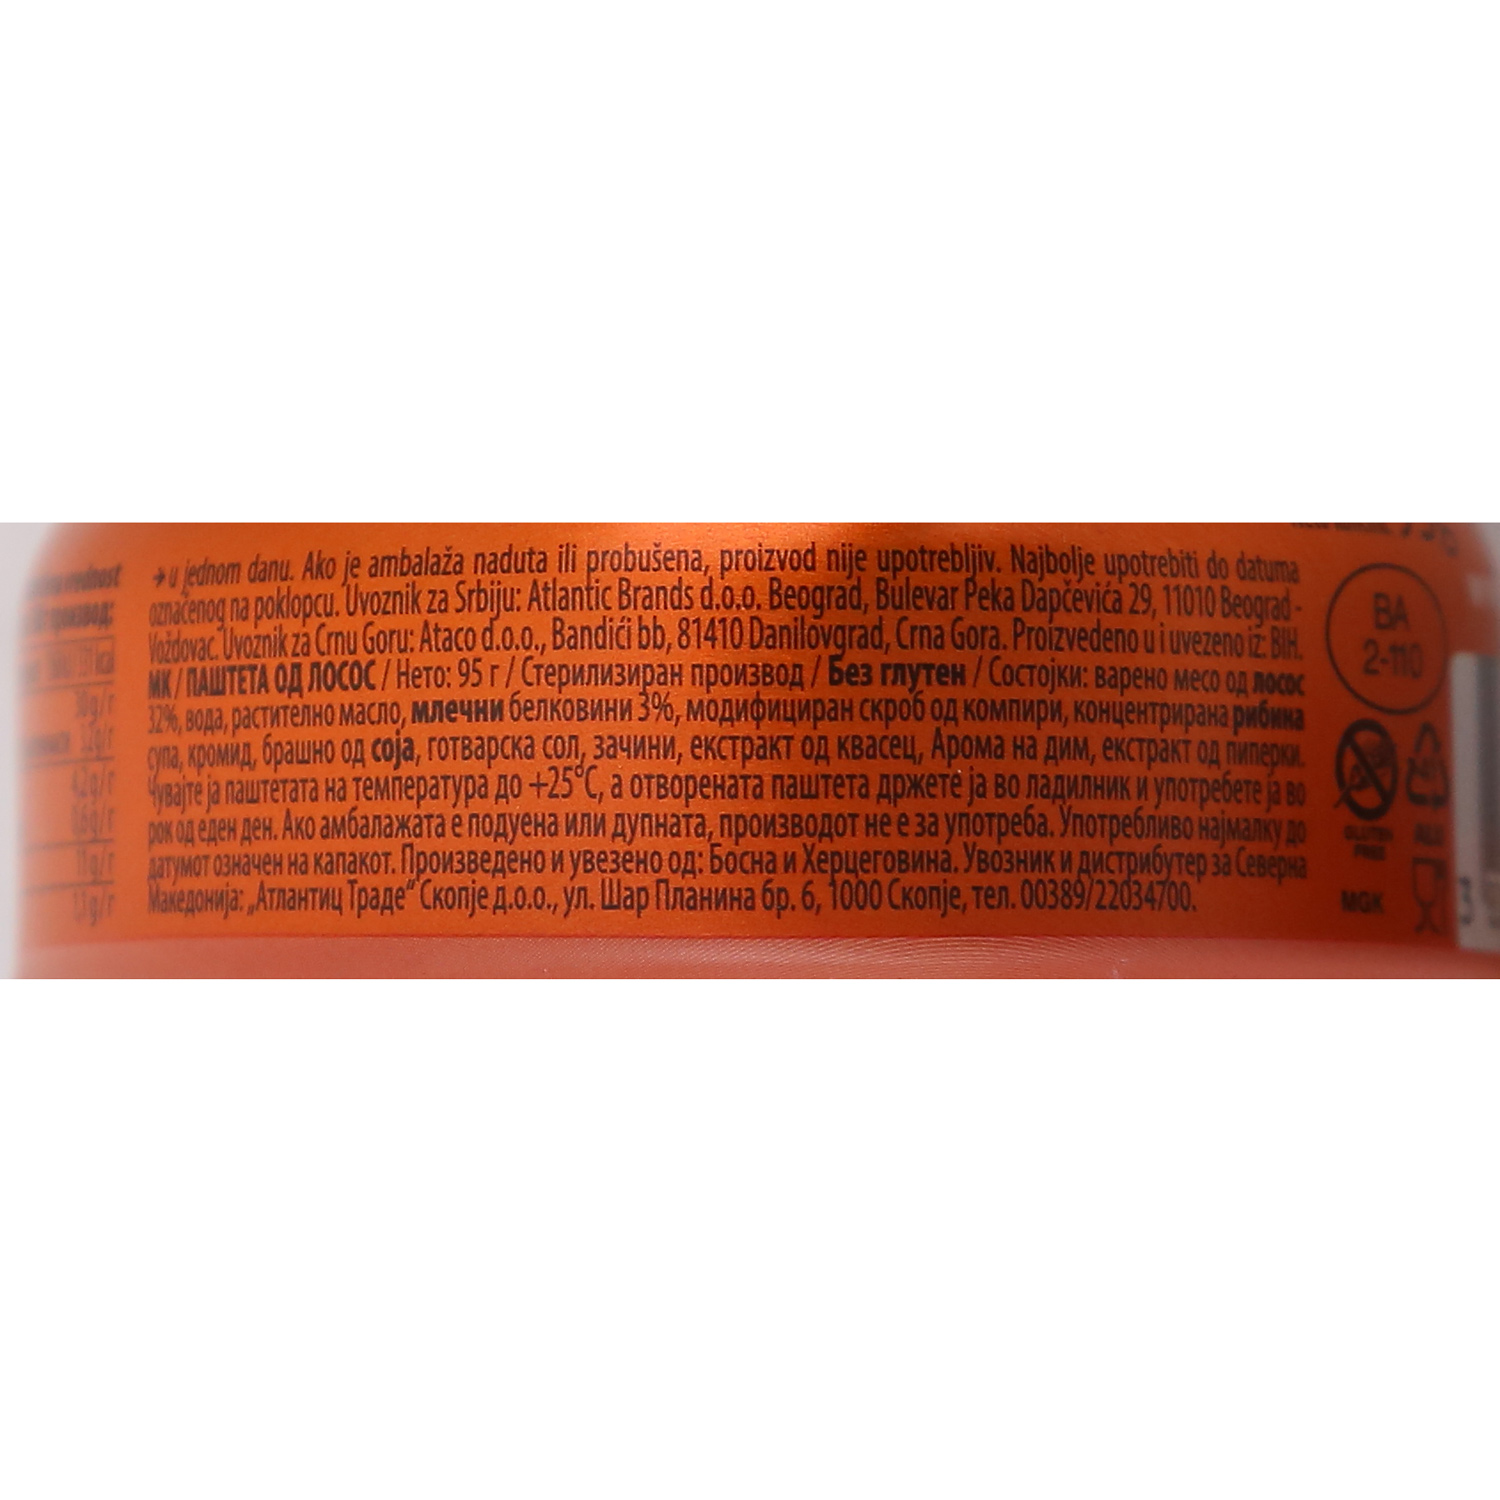 → u jednom danu. Ako je ambalaža naduta ili probušena, proizvod nije upotrebljiv. Najbolje upotrebiti do datuma
označenog na poklopcu. Uvoznik za Srbiju: Atlantic Brands d.o.o. Beograd, Bulevar Peka Dapčevića 29, 11010 Beograd -
Voždovac. Uvoznik za Crnu Goru: Ataco d.o.o., Bandići bb, 81410 Danilovgrad, Crna Gora. Proizvedeno u i uvezeno iz: BIH.
МК / ПАШТЕТА ОД ЛОСОС / Нето: 95 г / Стерилизиран производ / Без глутен / Состојки: варено месо од лосос
32%, вода, растително масло, млечни белковини 3%, модифициран скроб од компири, концентрирана рибина
супа, кромид, брашно од соја, готварска сол, зачини, екстракт од квасец, Арома на дим, екстракт од пиперки.
Чувајте ја паштетата на температура до +25°C, а отворената паштета држете ја во ладилник и употребете ја во
рок од еден ден. Ако амбалажата е подуена или дупната, производот не е за употреба. Употребливо најмалку до
датумот означен на капакот. Произведено и увезено од: Босна и Херцеговина. Увозник и дистрибутер за Северна
Македонија: „Атлантиц Траде“ Скопје д.о.о., ул. Шар Планина бр. 6, 1000 Скопје, тел. 00389/22034700.
BA
2-110
GLUTEN
FREE
ALU
MGK
3